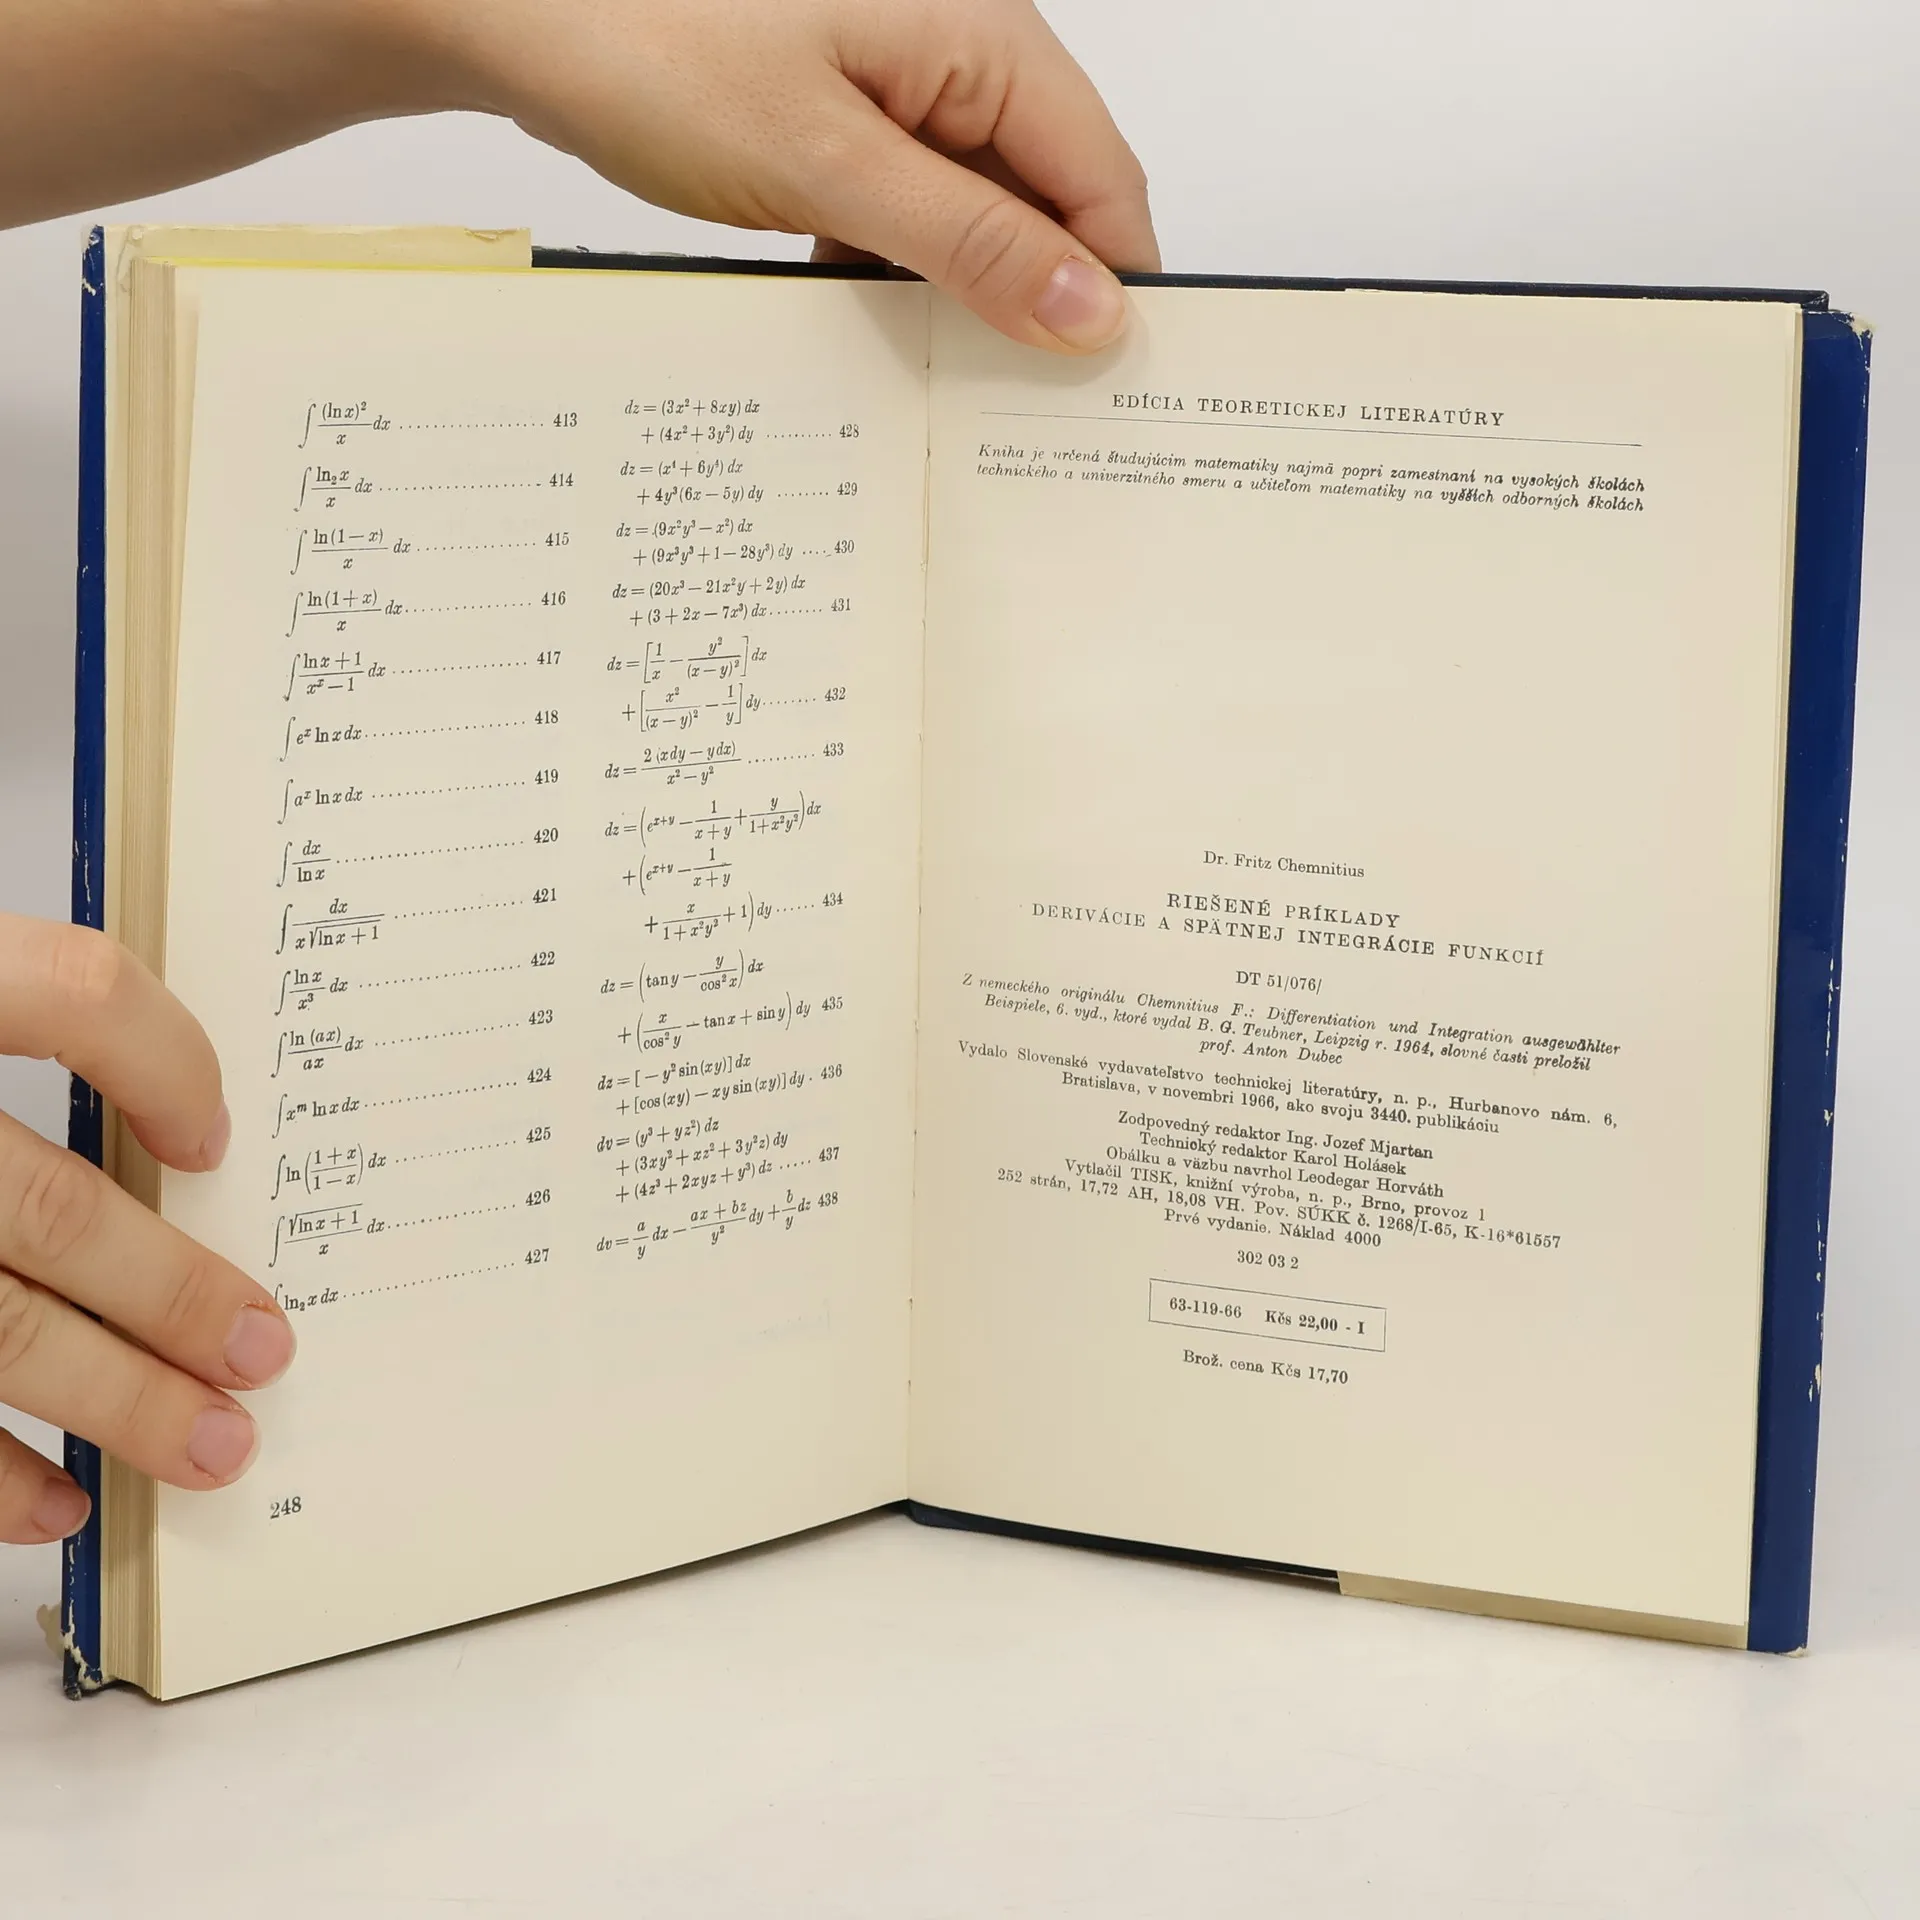 ∫ (ln x)²/x dx .................. 413
∫ ln₂ x/x dx ..................... 414
∫ ln(1 − x)/x dx ............... 415
∫ ln(1 + x)/x dx................ 416
∫ ln x + 1/xˣ − 1 dx ................. 417
∫ eˣ ln x dx .................... 418
∫ aˣ ln x dx ................... 419
∫ dx/ln x ........................ 420
∫ dx/x√ln x + 1 ................ 421
∫ ln x/x³ dx ..................... 422
∫ ln (ax)/ax dx ................... 423
∫ xᵐ ln x dx .................... 424
∫ ln(1 + x/1 − x) dx ............... 425
∫ √ln x + 1/x dx................. 426
∫ ln₂ x dx ...................... 427
248
dz = (3x² + 8xy) dx
+ (4x² + 3y²) dy .......... 428
dz = (x⁴ + 6y⁴) dx
+ 4y³(6x − 5y) dy ........ 429
dz = (9x²y³ − x²) dx
+ (9x³y³ + 1 − 28y³) dy .... 430
dz = (20x³ − 21x²y + 2y) dx
+ (3 + 2x − 7x³) dx ........ 431
dz = [1/x − y²/(x − y)²] dx
+ [x²/(x − y)² − 1/y] dy ........ 432
dz = 2 (xdy − ydx)/x² − y² .......... 433
dz = (eˣ⁺ʸ − 1/x + y + y/1 + x²y²) dx
+ (eˣ⁺ʸ − 1/x + y
+ x/1 + x²y² + 1) dy ...... 434
dz = (tan y − y/cos² x) dx
+ (x/cos² y − tan x + sin y) dy 435
dz = [− y² sin (xy)] dx
+ [cos (xy) − xy sin (xy)] dy . 436
dv = (y³ + yz²) dz
+ (3xy² + xz² + 3y²z) dy
+ (4z³ + 2xyz + y³) dz ..... 437
dv = a/y dx − ax + bz/y² dy + b/y dz 438
EDÍCIA TEORETICKEJ LITERATÚRY
Kniha je určená študujúcim matematiky najmä popri zamestnaní na vysokých školách
technického a univerzitného smeru a učiteľom matematiky na vyšších odborných školách
Dr. Fritz Chemnitius
RIEŠENÉ PRÍKLADY
DERIVÁCIE A SPÄTNEJ INTEGRÁCIE FUNKCIÍ
DT 51/076/
Z nemeckého originálu Chemnitius F.: Differentiation und Integration ausgewählter
Beispiele, 6. vyd., ktoré vydal B. G. Teubner, Leipzig r. 1964, slovné časti preložil
prof. Anton Dubec
Vydalo Slovenské vydavateľstvo technickej literatúry, n. p., Hurbanovo nám. 6,
Bratislava, v novembri 1966, ako svoju 3440. publikáciu
Zodpovedný redaktor Ing. Jozef Mjartan
Technický redaktor Karol Holásek
Obálku a väzbu navrhol Leodegar Horváth
Vytlačil TISK, knižní výroba, n. p., Brno, provoz 1
252 strán, 17,72 AH, 18,08 VH. Pov. SÚKK č. 1268/I-65, K-16*61557
Prvé vydanie. Náklad 4000
302 03 2
63-119-66 Kčs 22,00 - I
Brož. cena Kčs 17,70